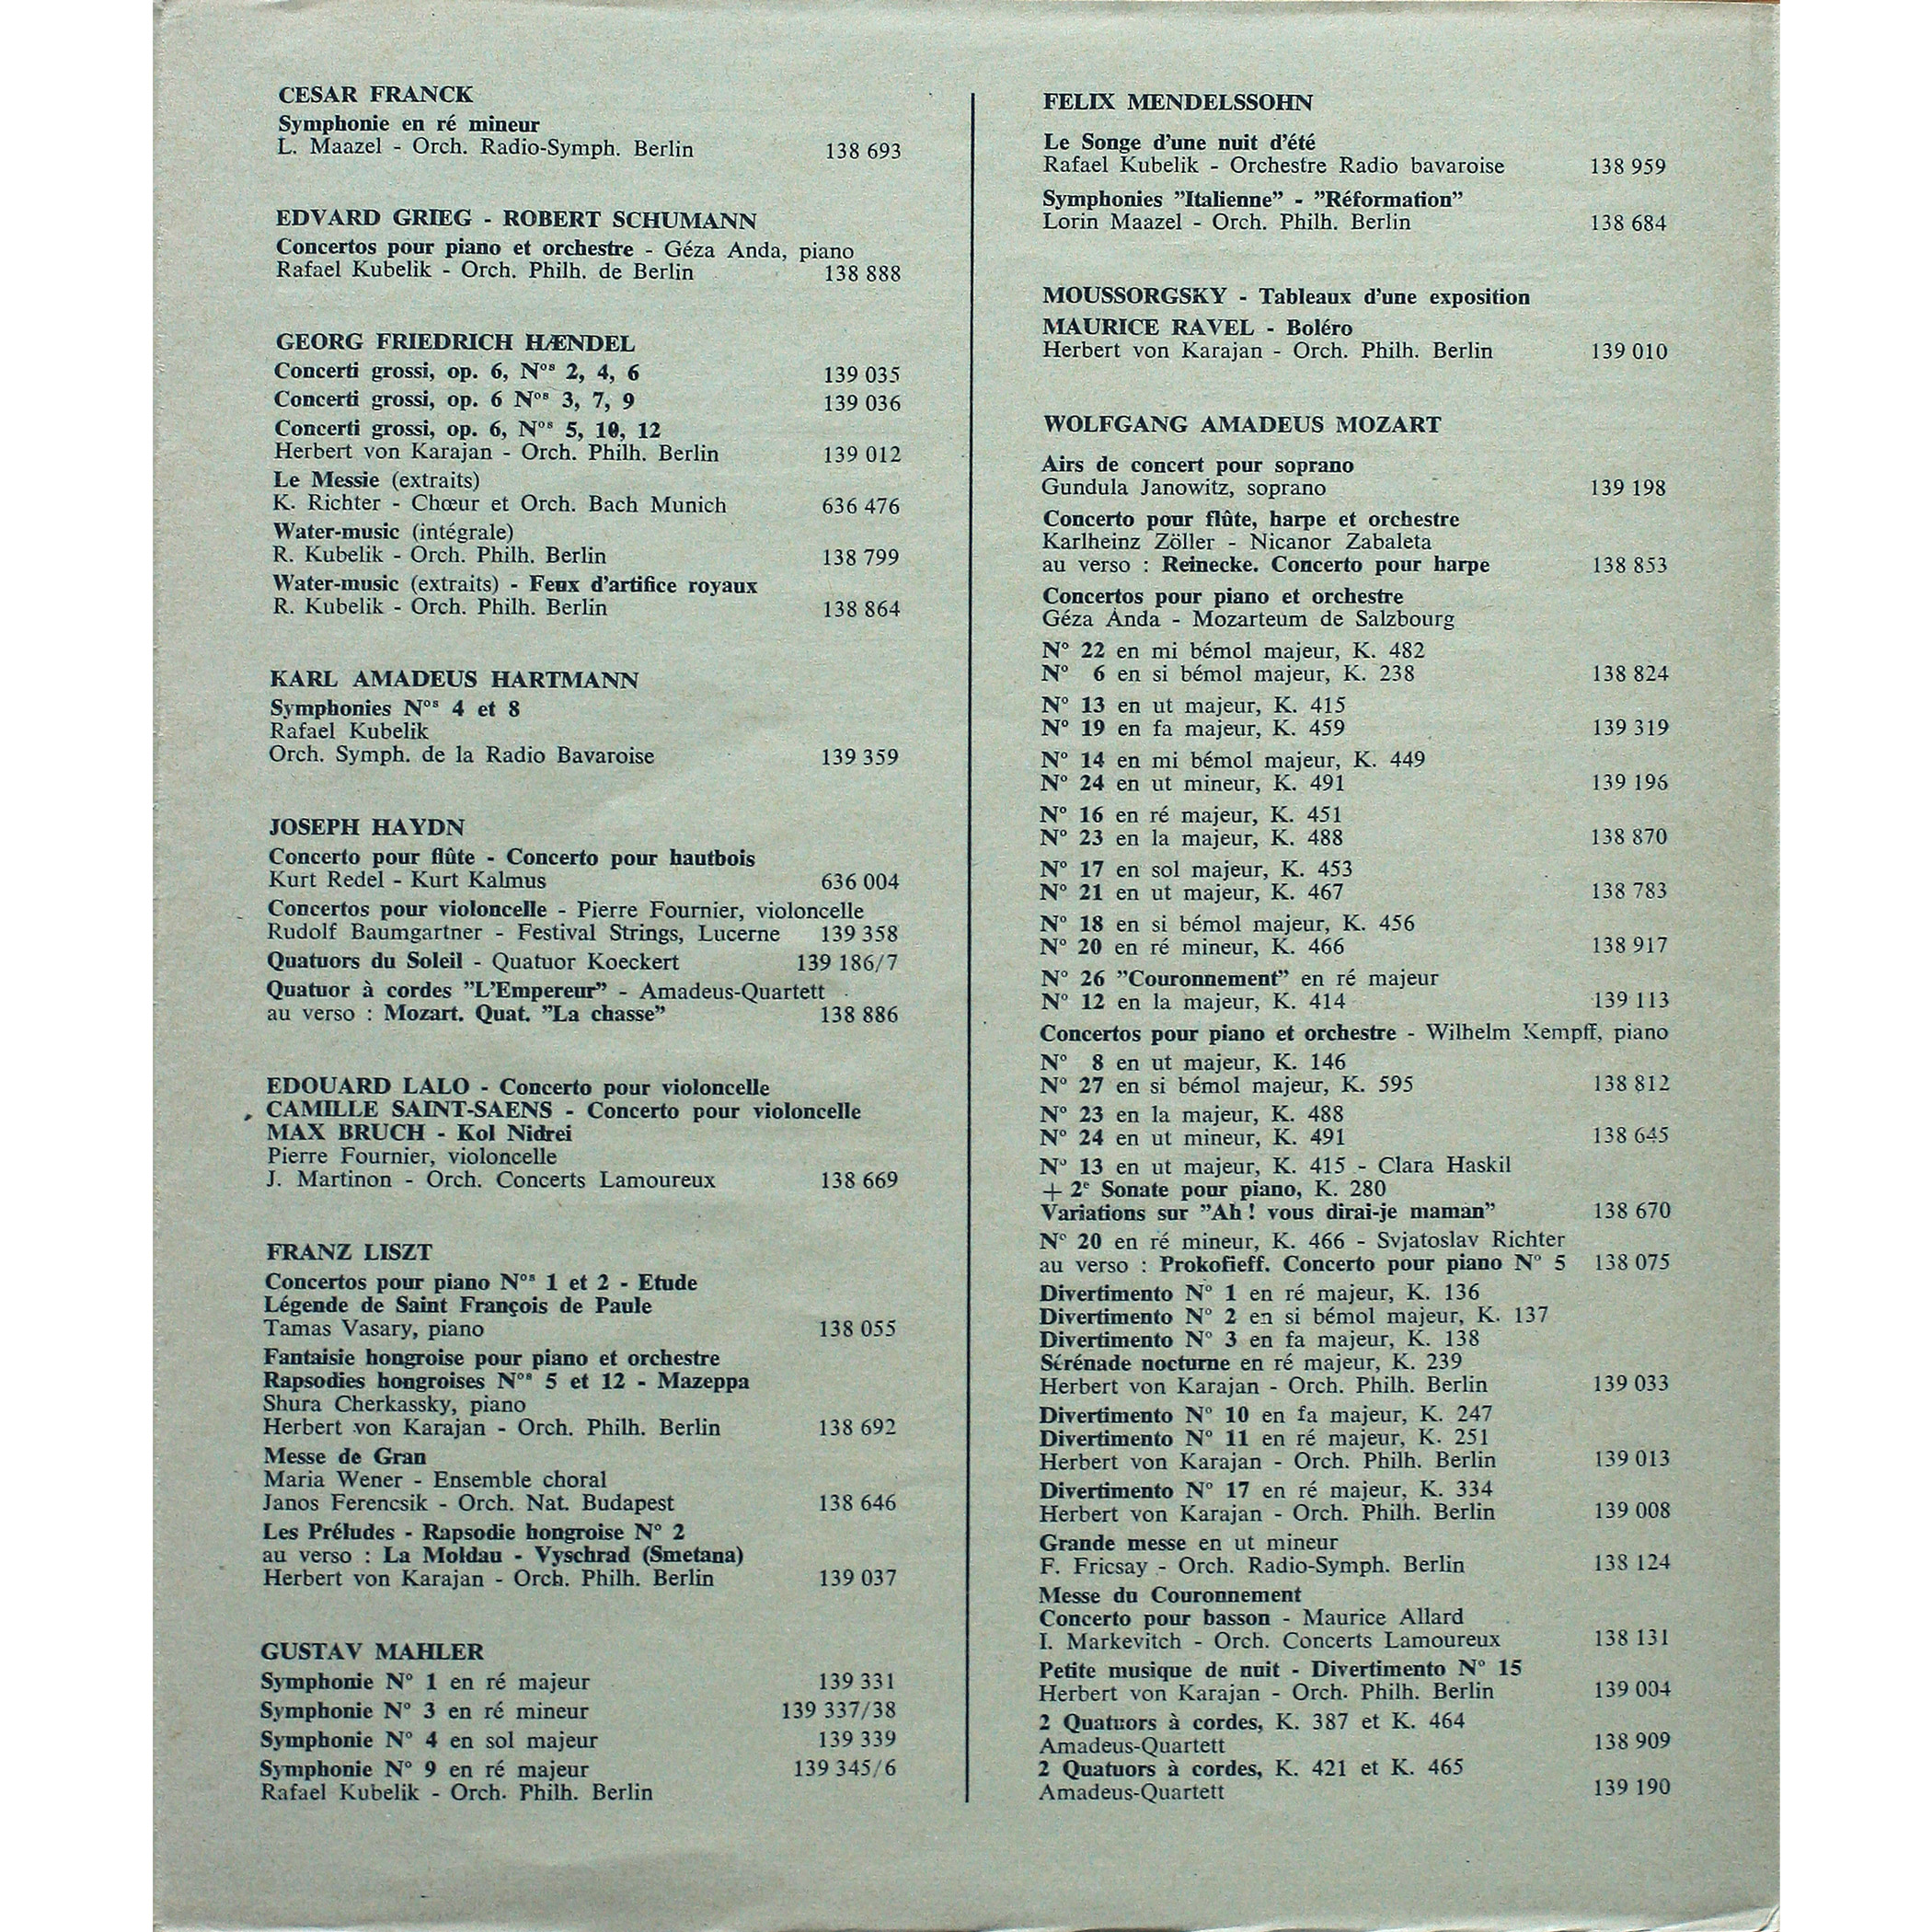 CESAR FRANCK
Symphonie en ré mineur
L. Maazel - Orch. Radio-Symph. Berlin 138 693
EDVARD GRIEG - ROBERT SCHUMANN
Concertos pour piano et orchestre - Géza Anda, piano
Rafael Kubelik - Orch. Philh. de Berlin 138 888
GEORG FRIEDRICH HÆNDEL
Concerti grossi, op. 6, Nos 2, 4, 6 139 035
Concerti grossi, op. 6 Nos 3, 7, 9 139 036
Concerti grossi, op. 6, Nos 5, 10, 12
Herbert von Karajan - Orch. Philh. Berlin 139 012
Le Messie (extraits)
K. Richter - Chœur et Orch. Bach Munich 636 476
Water-music (intégrale)
R. Kubelik - Orch. Philh. Berlin 138 799
Water-music (extraits) - Feux d'artifice royaux
R. Kubelik - Orch. Philh. Berlin 138 864
KARL AMADEUS HARTMANN
Symphonies Nos 4 et 8
Rafael Kubelik
Orch. Symph. de la Radio Bavaroise 139 359
JOSEPH HAYDN
Concerto pour flûte - Concerto pour hautbois
Kurt Redel - Kurt Kalmus 636 004
Concertos pour violoncelle - Pierre Fournier, violoncelle
Rudolf Baumgartner - Festival Strings, Lucerne 139 358
Quatuors du Soleil - Quatuor Koeckert 139 186/7
Quatuor à cordes ”L'Empereur” - Amadeus-Quartett
au verso : Mozart. Quat. ”La chasse” 138 886
EDOUARD LALO - Concerto pour violoncelle
CAMILLE SAINT-SAENS - Concerto pour violoncelle
MAX BRUCH - Kol Nidrei
Pierre Fournier, violoncelle
J. Martinon - Orch. Concerts Lamoureux 138 669
FRANZ LISZT
Concertos pour piano Nos 1 et 2 - Etude
Légende de Saint François de Paule
Tamas Vasary, piano 138 055
Fantaisie hongroise pour piano et orchestre
Rapsodies hongroises Nos 5 et 12 - Mazeppa
Shura Cherkassky, piano
Herbert von Karajan - Orch. Philh. Berlin 138 692
Messe de Gran
Maria Wener - Ensemble choral
Janos Ferencsik - Orch. Nat. Budapest 138 646
Les Préludes - Rapsodie hongroise No 2
au verso : La Moldau - Vyschrad (Smetana)
Herbert von Karajan - Orch. Philh. Berlin 139 037
GUSTAV MAHLER
Symphonie No 1 en ré majeur 139 331
Symphonie No 3 en ré mineur 139 337/38
Symphonie No 4 en sol majeur 139 339
Symphonie No 9 en ré majeur 139 345/6
Rafael Kubelik - Orch. Philh. Berlin
FELIX MENDELSSOHN
Le Songe d'une nuit d'été
Rafael Kubelik - Orchestre Radio bavaroise 138 959
Symphonies ”Italienne” - ”Réformation”
Lorin Maazel - Orch. Philh. Berlin 138 684
MOUSSORGSKY - Tableaux d'une exposition
MAURICE RAVEL - Boléro
Herbert von Karajan - Orch. Philh. Berlin 139 010
WOLFGANG AMADEUS MOZART
Airs de concert pour soprano
Gundula Janowitz, soprano 139 198
Concerto pour flûte, harpe et orchestre
Karlheinz Zöller - Nicanor Zabaleta
au verso : Reinecke. Concerto pour harpe 138 853
Concertos pour piano et orchestre
Géza Anda - Mozarteum de Salzbourg
No 22 en mi bémol majeur, K. 482
No 6 en si bémol majeur, K. 238 138 824
No 13 en ut majeur, K. 415
No 19 en fa majeur, K. 459 139 319
No 14 en mi bémol majeur, K. 449
No 24 en ut mineur, K. 491 139 196
No 16 en ré majeur, K. 451
No 23 en la majeur, K. 488 138 870
No 17 en sol majeur, K. 453
No 21 en ut majeur, K. 467 138 783
No 18 en si bémol majeur, K. 456
No 20 en ré mineur, K. 466 138 917
No 26 ”Couronnement” en ré majeur
No 12 en la majeur, K. 414 139 113
Concertos pour piano et orchestre - Wilhelm Kempff, piano
No 8 en ut majeur, K. 146
No 27 en si bémol majeur, K. 595 138 812
No 23 en la majeur, K. 488
No 24 en ut mineur, K. 491 138 645
No 13 en ut majeur, K. 415 - Clara Haskil
+ 2e Sonate pour piano, K. 280
Variations sur ”Ah ! vous dirai-je maman” 138 670
No 20 en ré mineur, K. 466 - Svjatoslav Richter
au verso : Prokofieff. Concerto pour piano No 5 138 075
Divertimento No 1 en ré majeur, K. 136
Divertimento No 2 en si bémol majeur, K. 137
Divertimento No 3 en fa majeur, K. 138
Sérénade nocturne en ré majeur, K. 239
Herbert von Karajan - Orch. Philh. Berlin 139 033
Divertimento No 10 en fa majeur, K. 247
Divertimento No 11 en ré majeur, K. 251
Herbert von Karajan - Orch. Philh. Berlin 139 013
Divertimento No 17 en ré majeur, K. 334
Herbert von Karajan - Orch. Philh. Berlin 139 008
Grande messe en ut mineur
F. Fricsay - Orch. Radio-Symph. Berlin 138 124
Messe du Couronnement
Concerto pour basson - Maurice Allard
I. Markevitch - Orch. Concerts Lamoureux 138 131
Petite musique de nuit - Divertimento No 15
Herbert von Karajan - Orch. Philh. Berlin 139 004
2 Quatuors à cordes, K. 387 et K. 464
Amadeus-Quartett 138 909
2 Quatuors à cordes, K. 421 et K. 465
Amadeus-Quartett 139 190